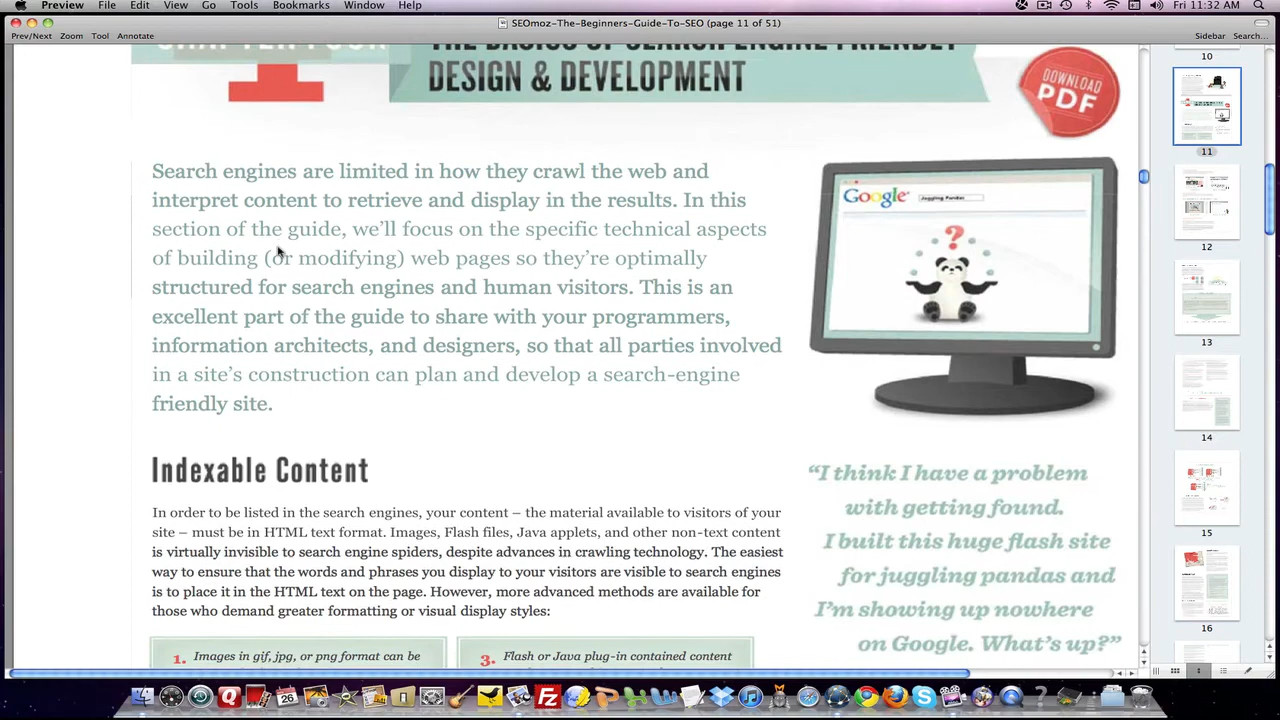 Preview File Edit View Go Tools Bookmarks Window Help
Fri 11:32 AM
SEOmoz-The-Beginners-Guide-To-SEO (page 11 of 51)
Prev/Next Zoom Tool Annotate
Sidebar Search...
THE BASICS OF SEARCH ENGINE FRIENDLY
DESIGN & DEVELOPMENT
DOWNLOAD
PDF
Search engines are limited in how they crawl the web and
interpret content to retrieve and display in the results. In this
section of the guide, we'll focus on the specific technical aspects
of building (or modifying) web pages so they're optimally
structured for search engines and human visitors. This is an
excellent part of the guide to share with your programmers,
information architects, and designers, so that all parties involved
in a site's construction can plan and develop a search-engine
friendly site.
Google
Juggling Pandas
?
Indexable Content
In order to be listed in the search engines, your content – the material available to visitors of your
site – must be in HTML text format. Images, Flash files, Java applets, and other non-text content
is virtually invisible to search engine spiders, despite advances in crawling technology. The easiest
way to ensure that the words and phrases you display to your visitors are visible to search engines
is to place it in the HTML text on the page. However, more advanced methods are available for
those who demand greater formatting or visual display styles:
1. Images in gif, jpg, or png format can be
3. Flash or Java plug-in contained content
“I think I have a problem
with getting found.
I built this huge flash site
for juggling pandas and
I'm showing up nowhere
on Google. What's up?”
10
11
12
13
14
15
16
26